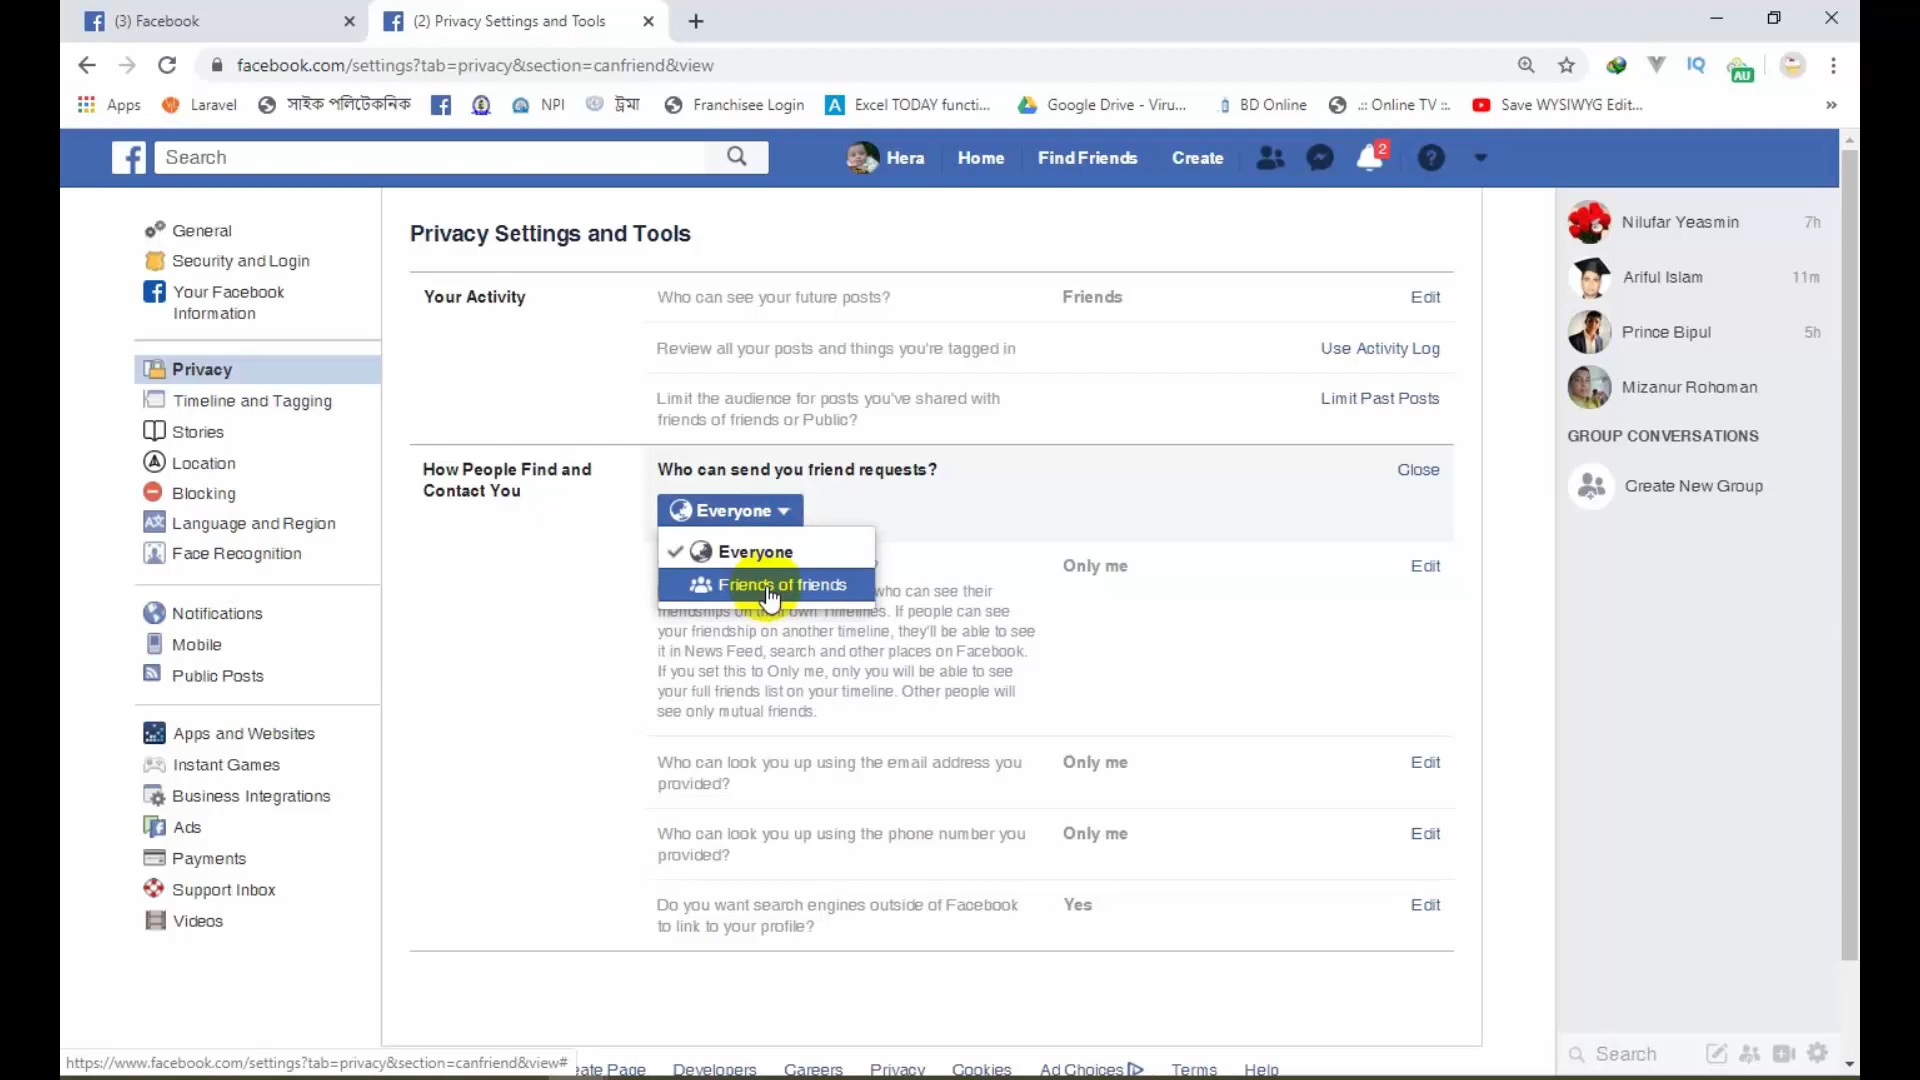 (3) Facebook
(2) Privacy Settings and Tools
facebook.com/settings?tab=privacy&section=canfriend&view
IQ
AU
Apps
Laravel
সাইক পলিটেকনিক
NPI
ট্রমা
Franchisee Login
Excel TODAY functi...
Google Drive - Viru...
BD Online
.:: Online TV ::.
Save WYSIWYG Edit...
»
Search
Hera
Home
Find Friends
Create
2
General
Security and Login
Your Facebook
Information
Privacy
Timeline and Tagging
Stories
Location
Blocking
Language and Region
Face Recognition
Notifications
Mobile
Public Posts
Apps and Websites
Instant Games
Business Integrations
Ads
Payments
Support Inbox
Videos
Privacy Settings and Tools
Your Activity
Who can see your future posts?
Friends
Edit
Review all your posts and things you're tagged in
Use Activity Log
Limit the audience for posts you've shared with
friends of friends or Public?
Limit Past Posts
How People Find and
Contact You
Who can send you friend requests?
Close
Everyone
Everyone
Friends of friends
Only me
Edit
who can see their
friendships on their own Timelines. If people can see
your friendship on another timeline, they'll be able to see
it in News Feed, search and other places on Facebook.
If you set this to Only me, only you will be able to see
your full friends list on your timeline. Other people will
see only mutual friends.
Who can look you up using the email address you
provided?
Only me
Edit
Who can look you up using the phone number you
provided?
Only me
Edit
Do you want search engines outside of Facebook
to link to your profile?
Yes
Edit
Nilufar Yeasmin
7h
Ariful Islam
11m
Prince Bipul
5h
Mizanur Rohoman
GROUP CONVERSATIONS
Create New Group
Search
https://www.facebook.com/settings?tab=privacy&section=canfriend&view#
eate Page
Developers
Careers
Privacy
Cookies
Ad Choices
Terms
Help